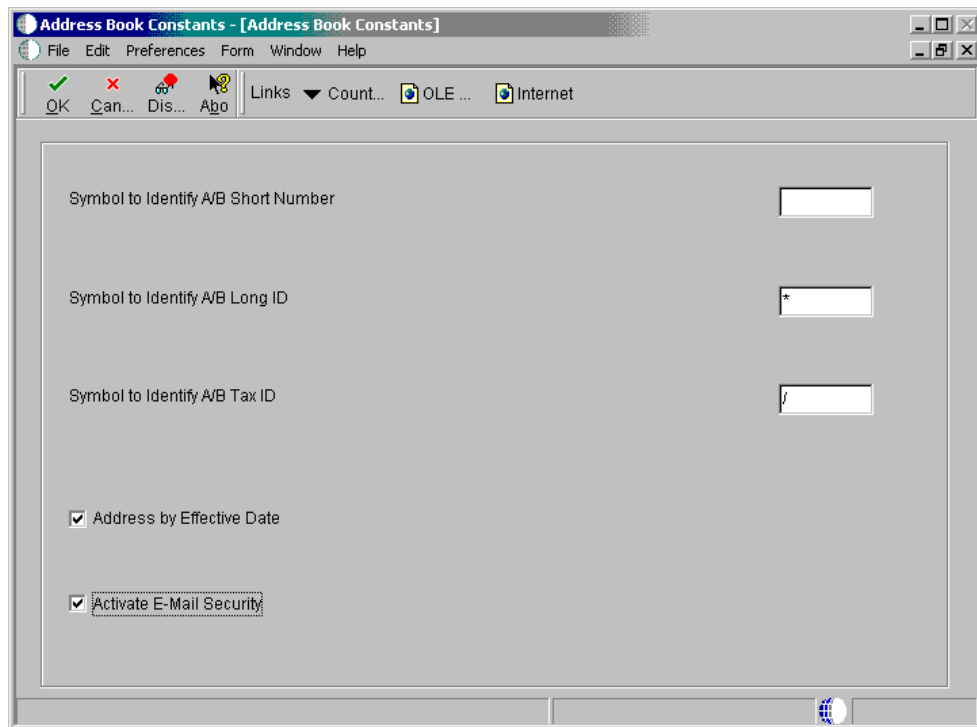 Address Book Constants - [Address Book Constants]
File Edit Preferences Form Window Help
OK Can... Dis... Abo Links Count... OLE ... Internet
Symbol to Identify A/B Short Number
Symbol to Identify A/B Long ID *
Symbol to Identify A/B Tax ID /
Address by Effective Date
Activate E-Mail Security